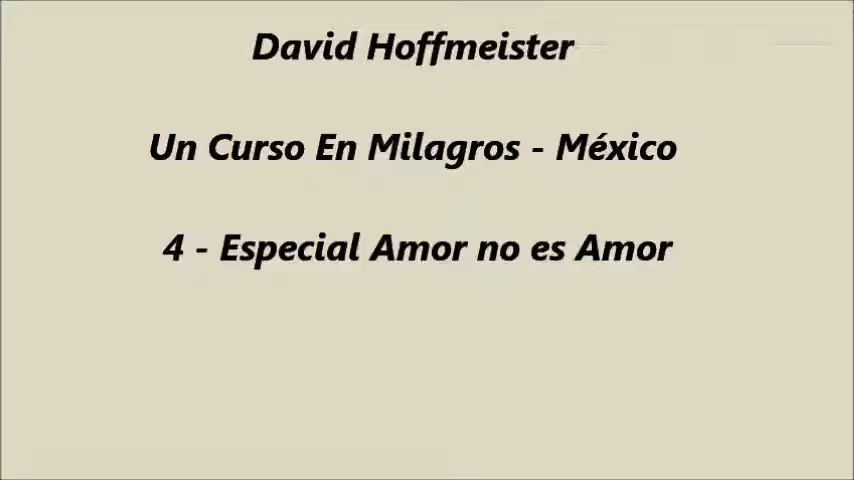 David Hoffmeister
Un Curso En Milagros - México
4 - Especial Amor no es Amor